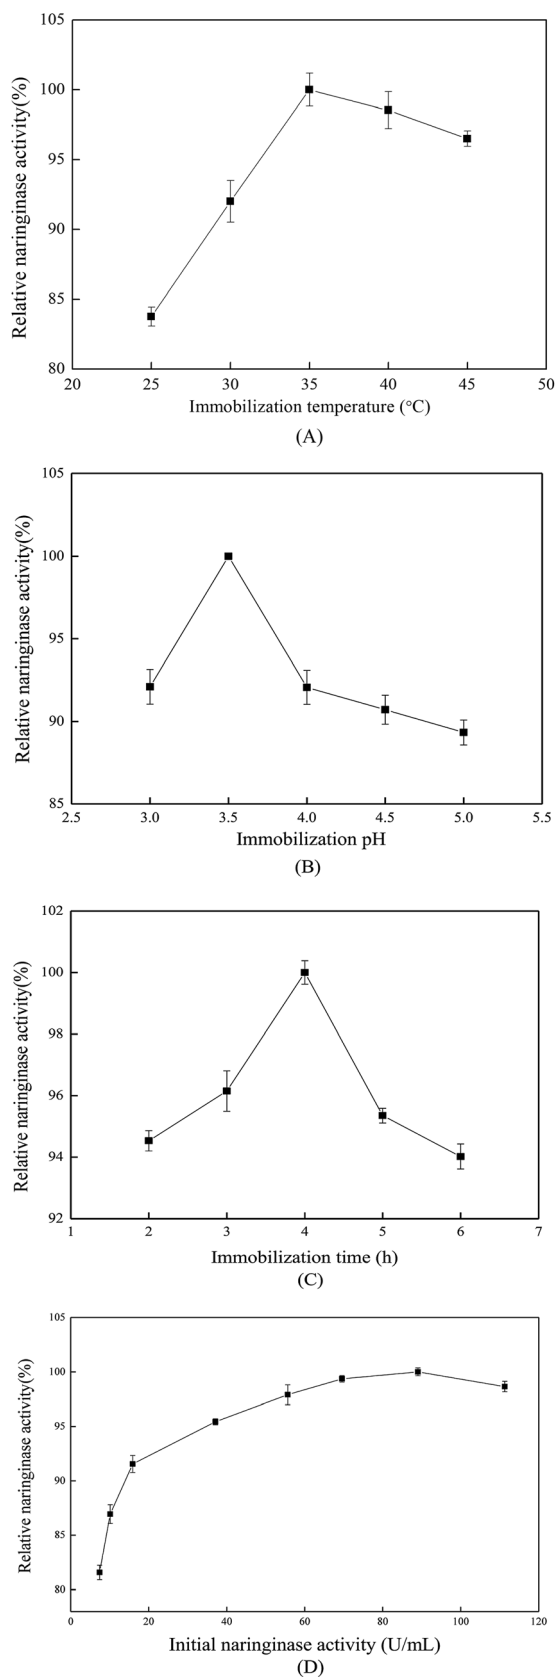 105
100
95
90
85
80
Relative naringinase activity(%)
20 25 30 35 40 45 50
Immobilization temperature (°C)
(A)
105
100
95
90
85
Relative naringinase activity(%)
2.5 3.0 3.5 4.0 4.5 5.0 5.5
Immobilization pH
(B)
102
100
98
96
94
92
Relative naringinase activity(%)
1 2 3 4 5 6 7
Immobilization time (h)
(C)
105
100
95
90
85
80
Relative naringinase activity(%)
0 20 40 60 80 100 120
Initial naringinase activity (U/mL)
(D)